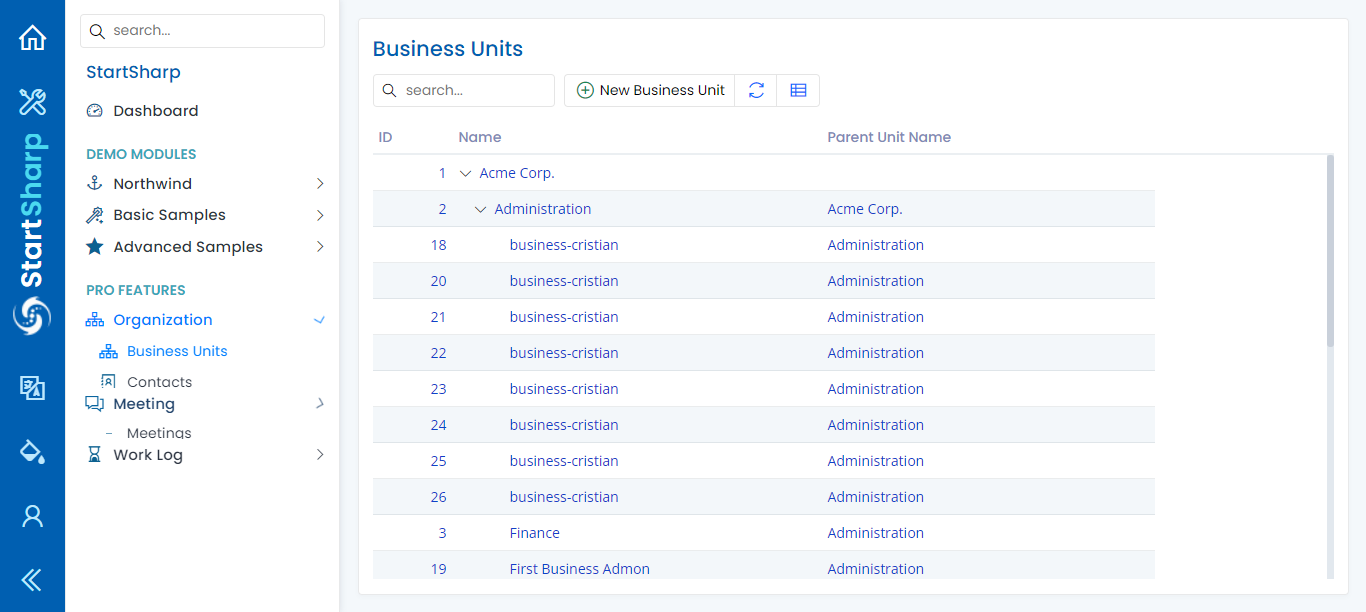 StartSharp
search...
StartSharp
Dashboard
DEMO MODULES
Northwind
Basic Samples
Advanced Samples
PRO FEATURES
Organization
Business Units
Contacts
Meeting
Meetings
Work Log
Business Units
search...
New Business Unit
ID Name Parent Unit Name
1 Acme Corp.
2 Administration Acme Corp.
18 business-cristian Administration
20 business-cristian Administration
21 business-cristian Administration
22 business-cristian Administration
23 business-cristian Administration
24 business-cristian Administration
25 business-cristian Administration
26 business-cristian Administration
3 Finance Administration
19 First Business Admon Administration